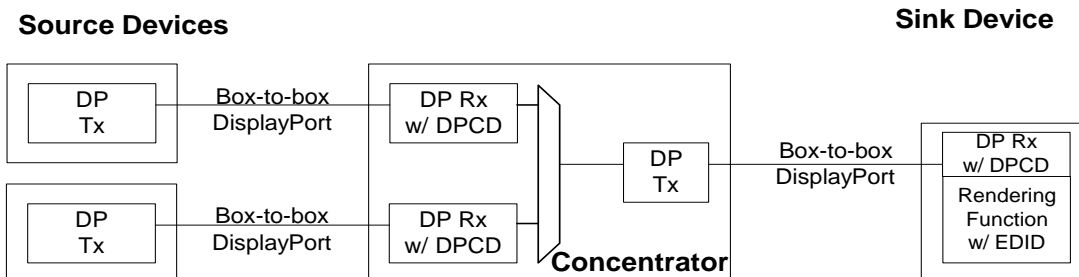 Source Devices
Sink Device
DP
Tx
Box-to-box
DisplayPort
DP Rx
w/ DPCD
DP
Tx
Box-to-box
DisplayPort
DP Rx
w/ DPCD
Rendering
Function
w/ EDID
DP
Tx
Box-to-box
DisplayPort
DP Rx
w/ DPCD
Concentrator